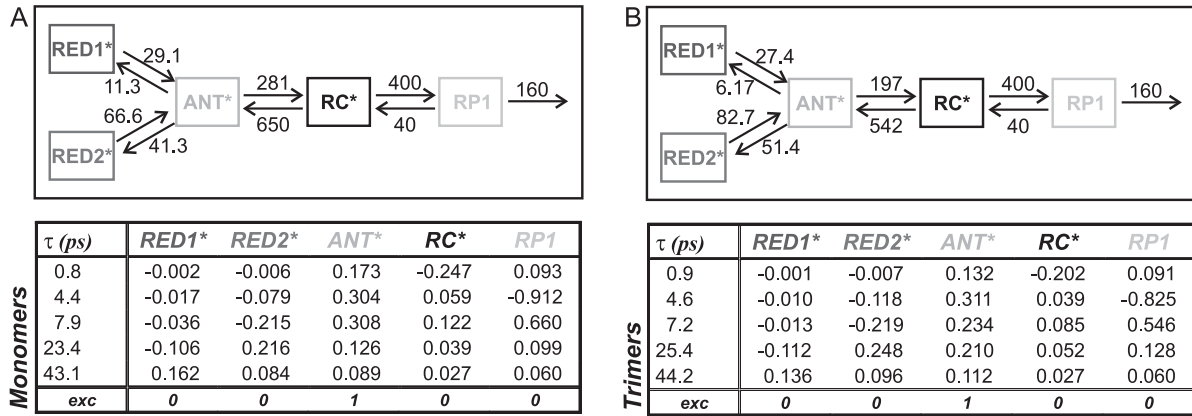 A
RED1*
29.1
11.3
ANT*
281
650
RC*
400
40
RP1
160
66.6
41.3
RED2*
Monomers
τ (ps) RED1* RED2* ANT* RC* RP1
0.8 -0.002 -0.006 0.173 -0.247 0.093
4.4 -0.017 -0.079 0.304 0.059 -0.912
7.9 -0.036 -0.215 0.308 0.122 0.660
23.4 -0.106 0.216 0.126 0.039 0.099
43.1 0.162 0.084 0.089 0.027 0.060
exc 0 0 1 0 0
B
RED1*
27.4
6.17
ANT*
197
542
RC*
400
40
RP1
160
82.7
51.4
RED2*
Trimers
τ (ps) RED1* RED2* ANT* RC* RP1
0.9 -0.001 -0.007 0.132 -0.202 0.091
4.6 -0.010 -0.118 0.311 0.039 -0.825
7.2 -0.013 -0.219 0.234 0.085 0.546
25.4 -0.112 0.248 0.210 0.052 0.128
44.2 0.136 0.096 0.112 0.027 0.060
exc 0 0 1 0 0